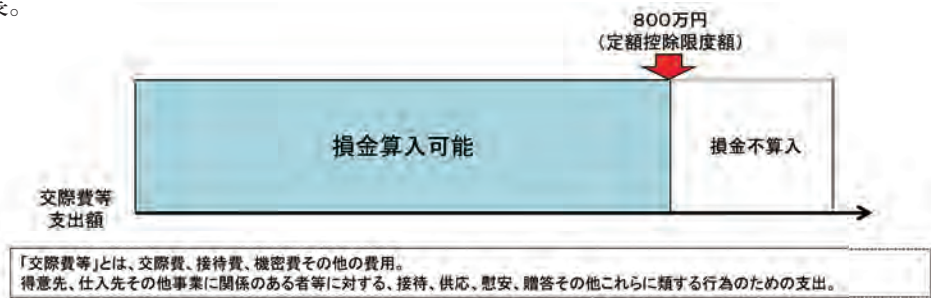 800万円
（定額控除限度額）
損金算入可能
損金不算入
交際費等
支出額
「交際費等」とは、交際費、接待費、機密費その他の費用。
得意先、仕入先その他事業に関係のある者等に対する、接待、供応、慰安、贈答その他これらに類する行為のための支出。